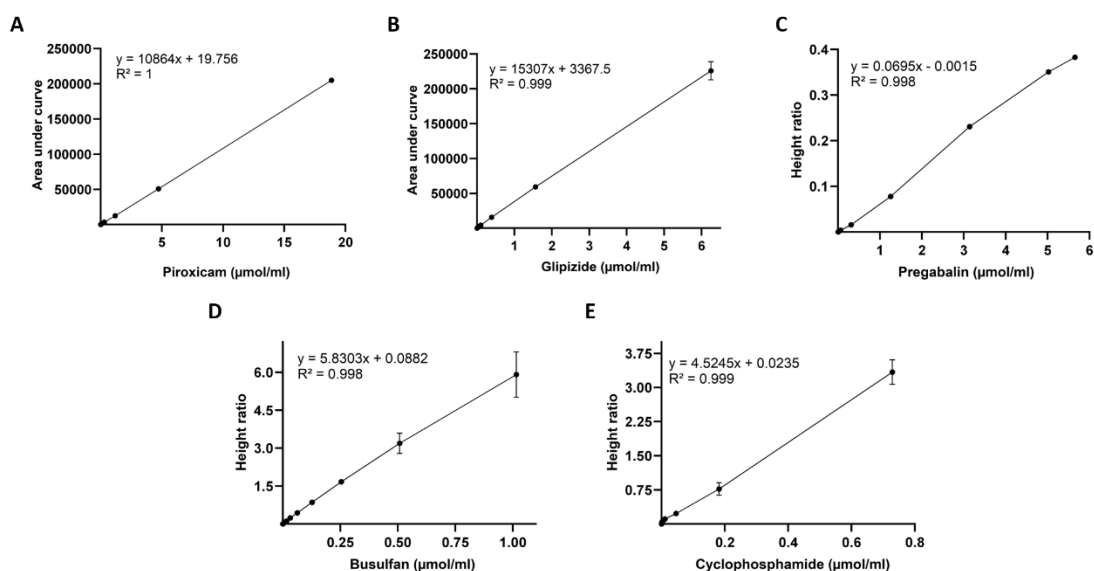 A
250000
200000
150000
100000
50000
Area under curve
y = 10864x + 19.756
R² = 1
5
10
15
20
Piroxicam (µmol/ml)
B
250000
200000
150000
100000
50000
Area under curve
y = 15307x + 3367.5
R² = 0.999
1
2
3
4
5
6
Glipizide (µmol/ml)
C
0.4
0.3
0.2
0.1
Height ratio
y = 0.0695x - 0.0015
R² = 0.998
1
2
3
4
5
6
Pregabalin (µmol/ml)
D
6.0
4.5
3.0
1.5
Height ratio
y = 5.8303x + 0.0882
R² = 0.998
0.25
0.50
0.75
1.00
Busulfan (µmol/ml)
E
3.75
3.00
2.25
1.50
0.75
Height ratio
y = 4.5245x + 0.0235
R² = 0.999
0.2
0.4
0.6
0.8
Cyclophosphamide (µmol/ml)